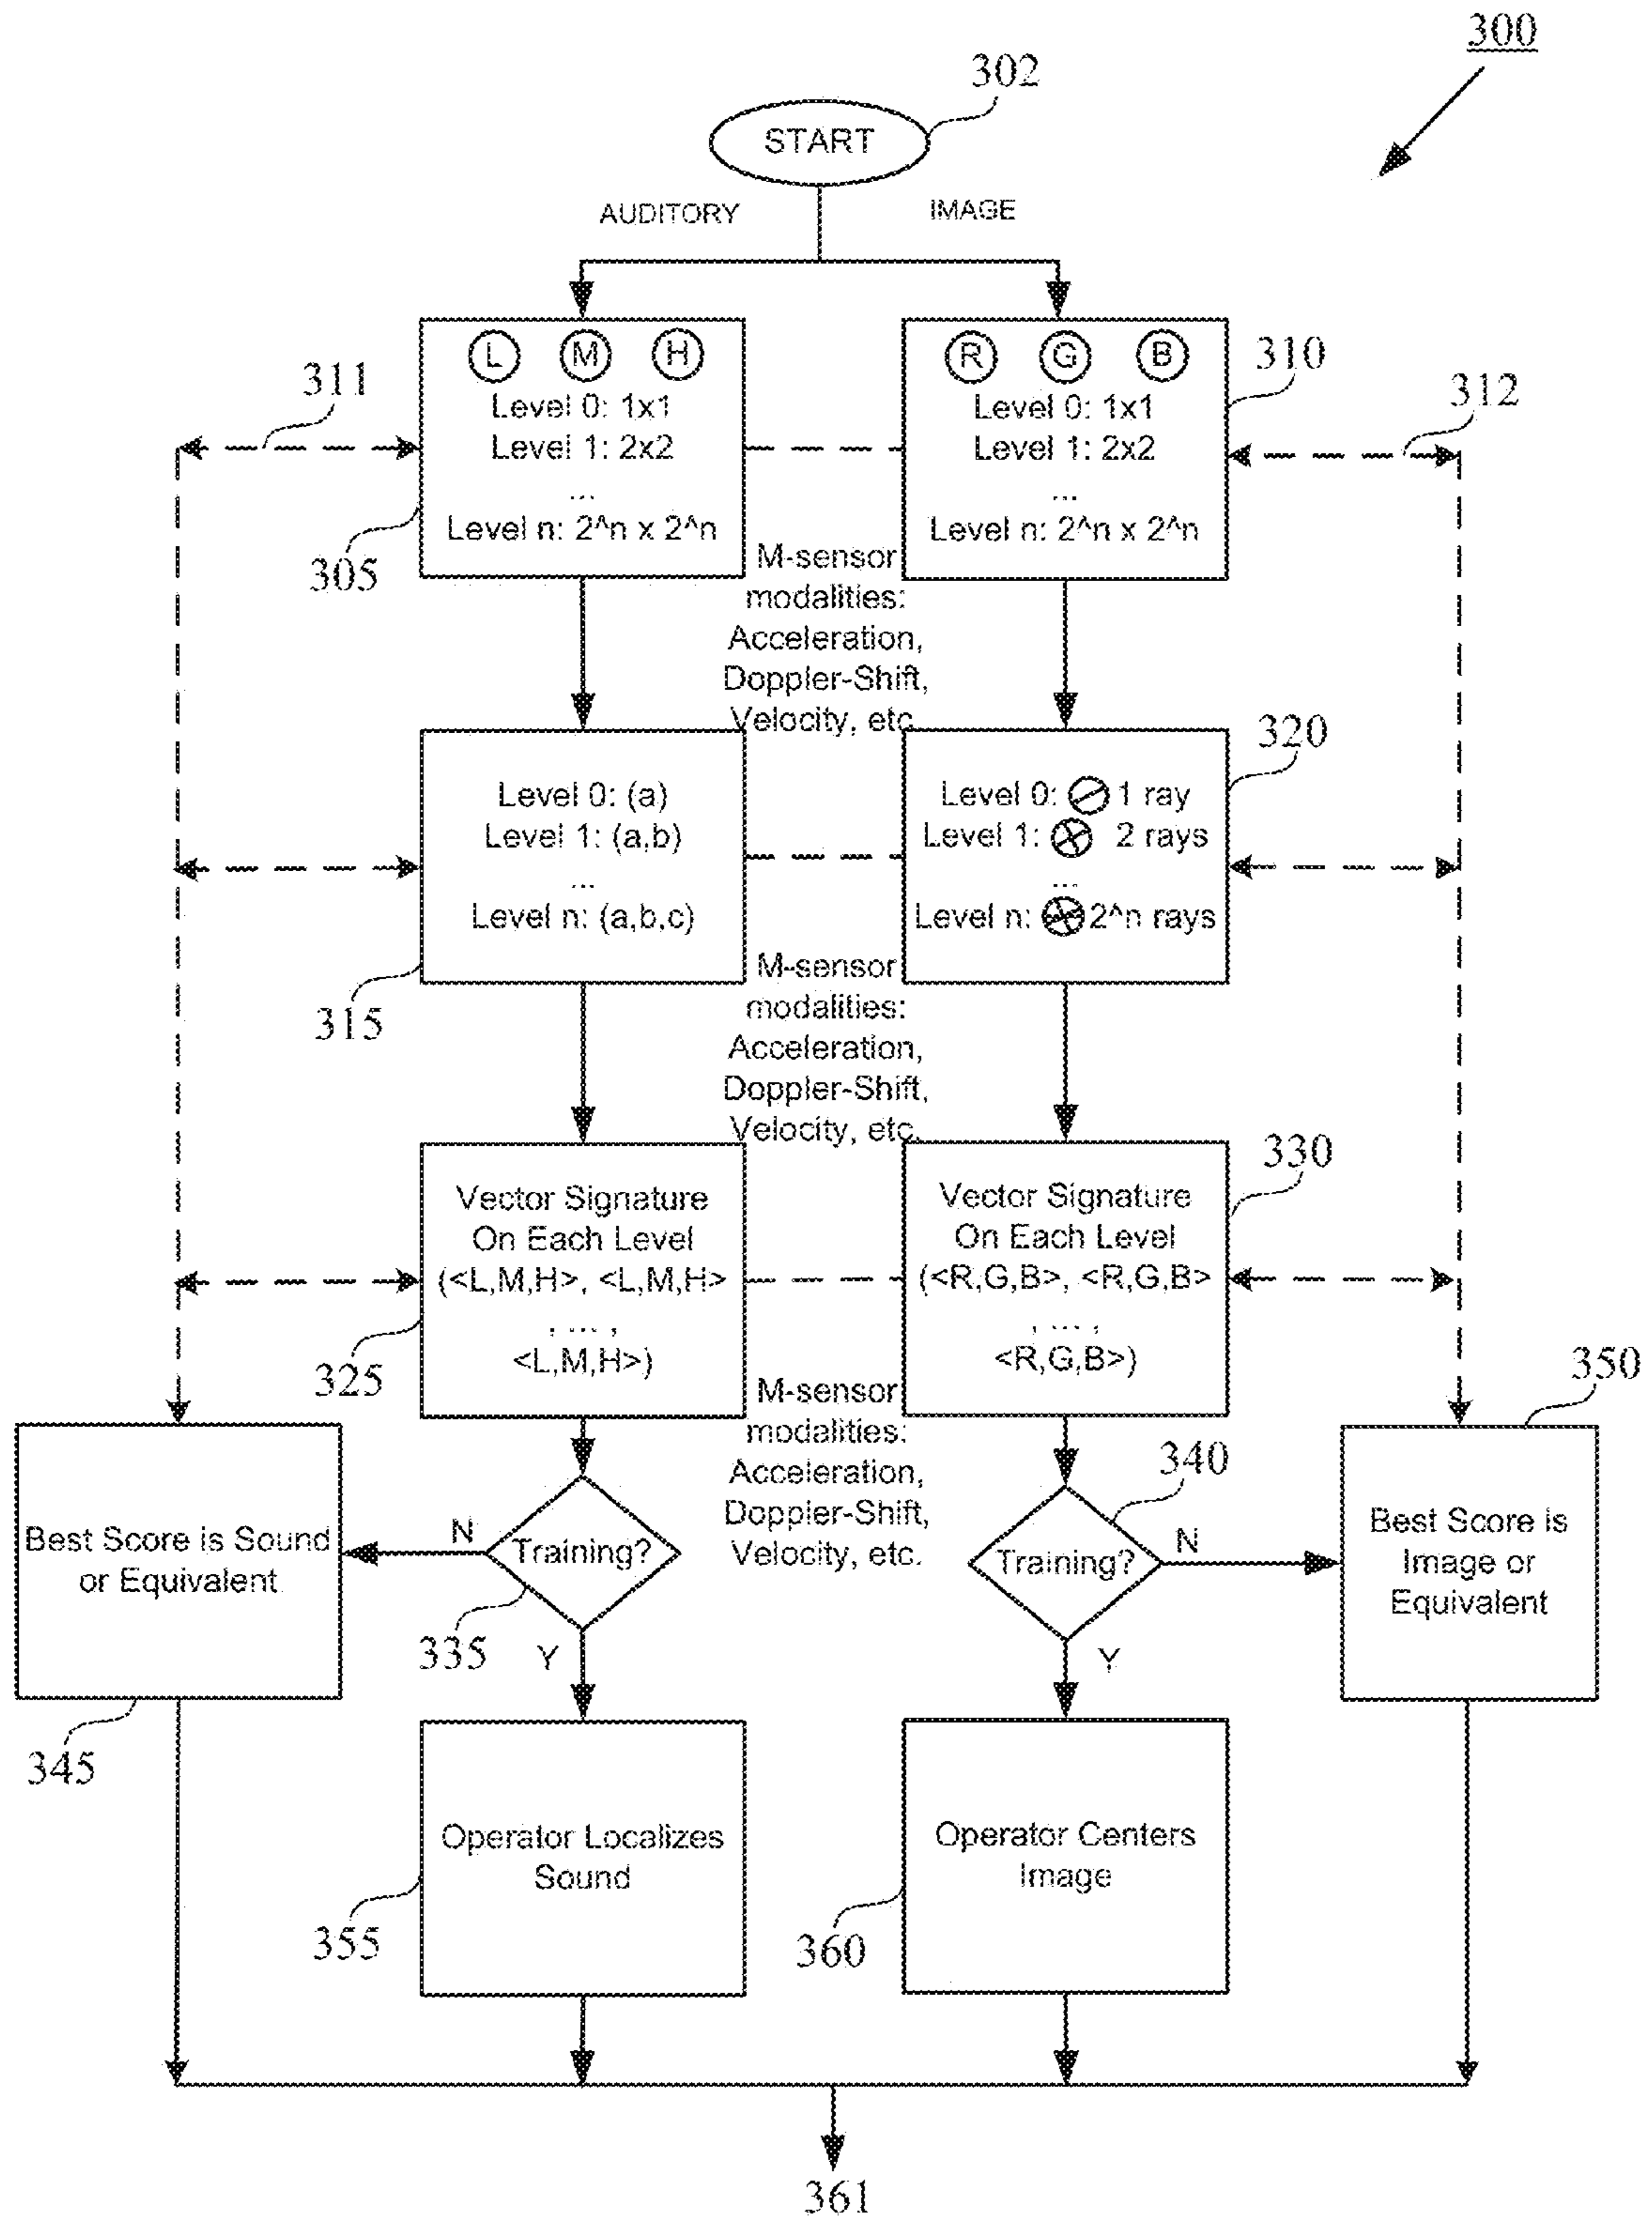 300
302
START
AUDITORY
IMAGE
L M H
Level 0: 1x1
Level 1: 2x2
...
Level n: 2^n x 2^n
R G B
Level 0: 1x1
Level 1: 2x2
...
Level n: 2^n x 2^n
310
311
312
305
M-sensor
modalities:
Acceleration,
Doppler-Shift,
Velocity, etc.
Level 0: (a)
Level 1: (a,b)
...
Level n: (a,b,c)
Level 0: 1 ray
Level 1: 2 rays
...
Level n: 2^n rays
320
315
M-sensor
modalities:
Acceleration,
Doppler-Shift,
Velocity, etc.
Vector Signature
On Each Level
(<L,M,H>, <L,M,H>
, ... ,
<L,M,H>)
Vector Signature
On Each Level
(<R,G,B>, <R,G,B>
, ... ,
<R,G,B>)
330
325
350
M-sensor
modalities:
Acceleration,
Doppler-Shift,
Velocity, etc.
340
Best Score is Sound
or Equivalent
N
Training?
Training?
N
Best Score is
Image or
Equivalent
335
Y
Y
345
Operator Localizes
Sound
Operator Centers
Image
355
360
361